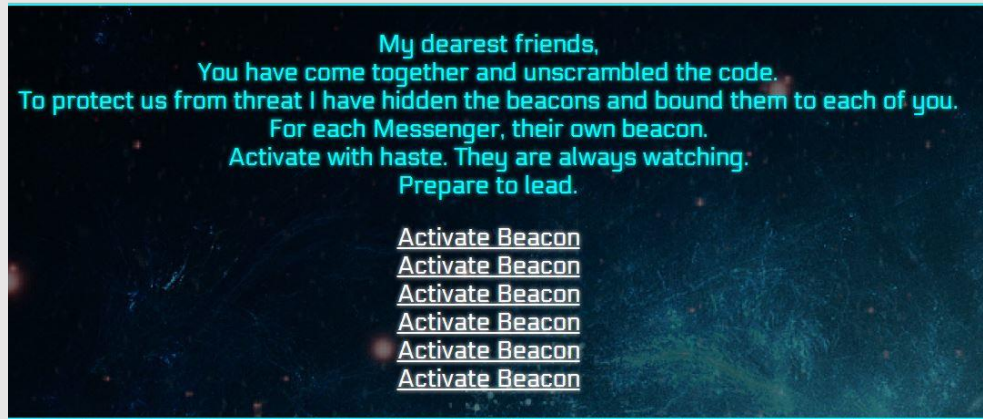 My dearest friends,
You have come together and unscrambled the code.
To protect us from threat I have hidden the beacons and bound them to each of you.
For each Messenger, their own beacon.
Activate with haste. They are always watching.
Prepare to lead.
Activate Beacon
Activate Beacon
Activate Beacon
Activate Beacon
Activate Beacon
Activate Beacon